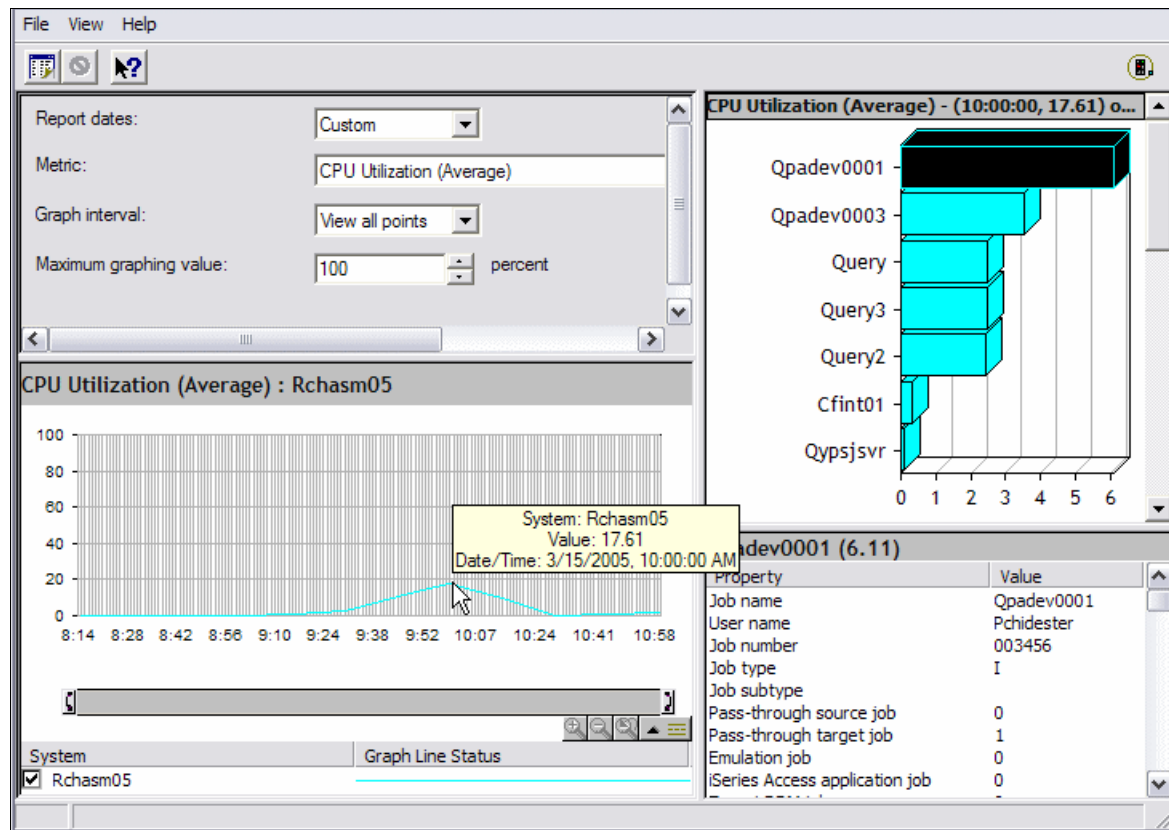 File View Help
Report dates: Custom
Metric: CPU Utilization (Average)
Graph interval: View all points
Maximum graphing value: 100 percent
CPU Utilization (Average) : Rchasm05
100
80
60
40
20
0
8:14 8:28 8:42 8:56 9:10 9:24 9:38 9:52 10:07 10:24 10:41 10:58
System: Rchasm05
Value: 17.61
Date/Time: 3/15/2005, 10:00:00 AM
System Graph Line Status
Rchasm05
CPU Utilization (Average) - (10:00:00, 17.61) o...
Qpadev0001
Qpadev0003
Query
Query3
Query2
Cfint01
Qypsjsvr
0 1 2 3 4 5 6
adev0001 (6.11)
Property Value
Job name Qpadev0001
User name Pchidester
Job number 003456
Job type I
Job subtype
Pass-through source job 0
Pass-through target job 1
Emulation job 0
iSeries Access application job 0